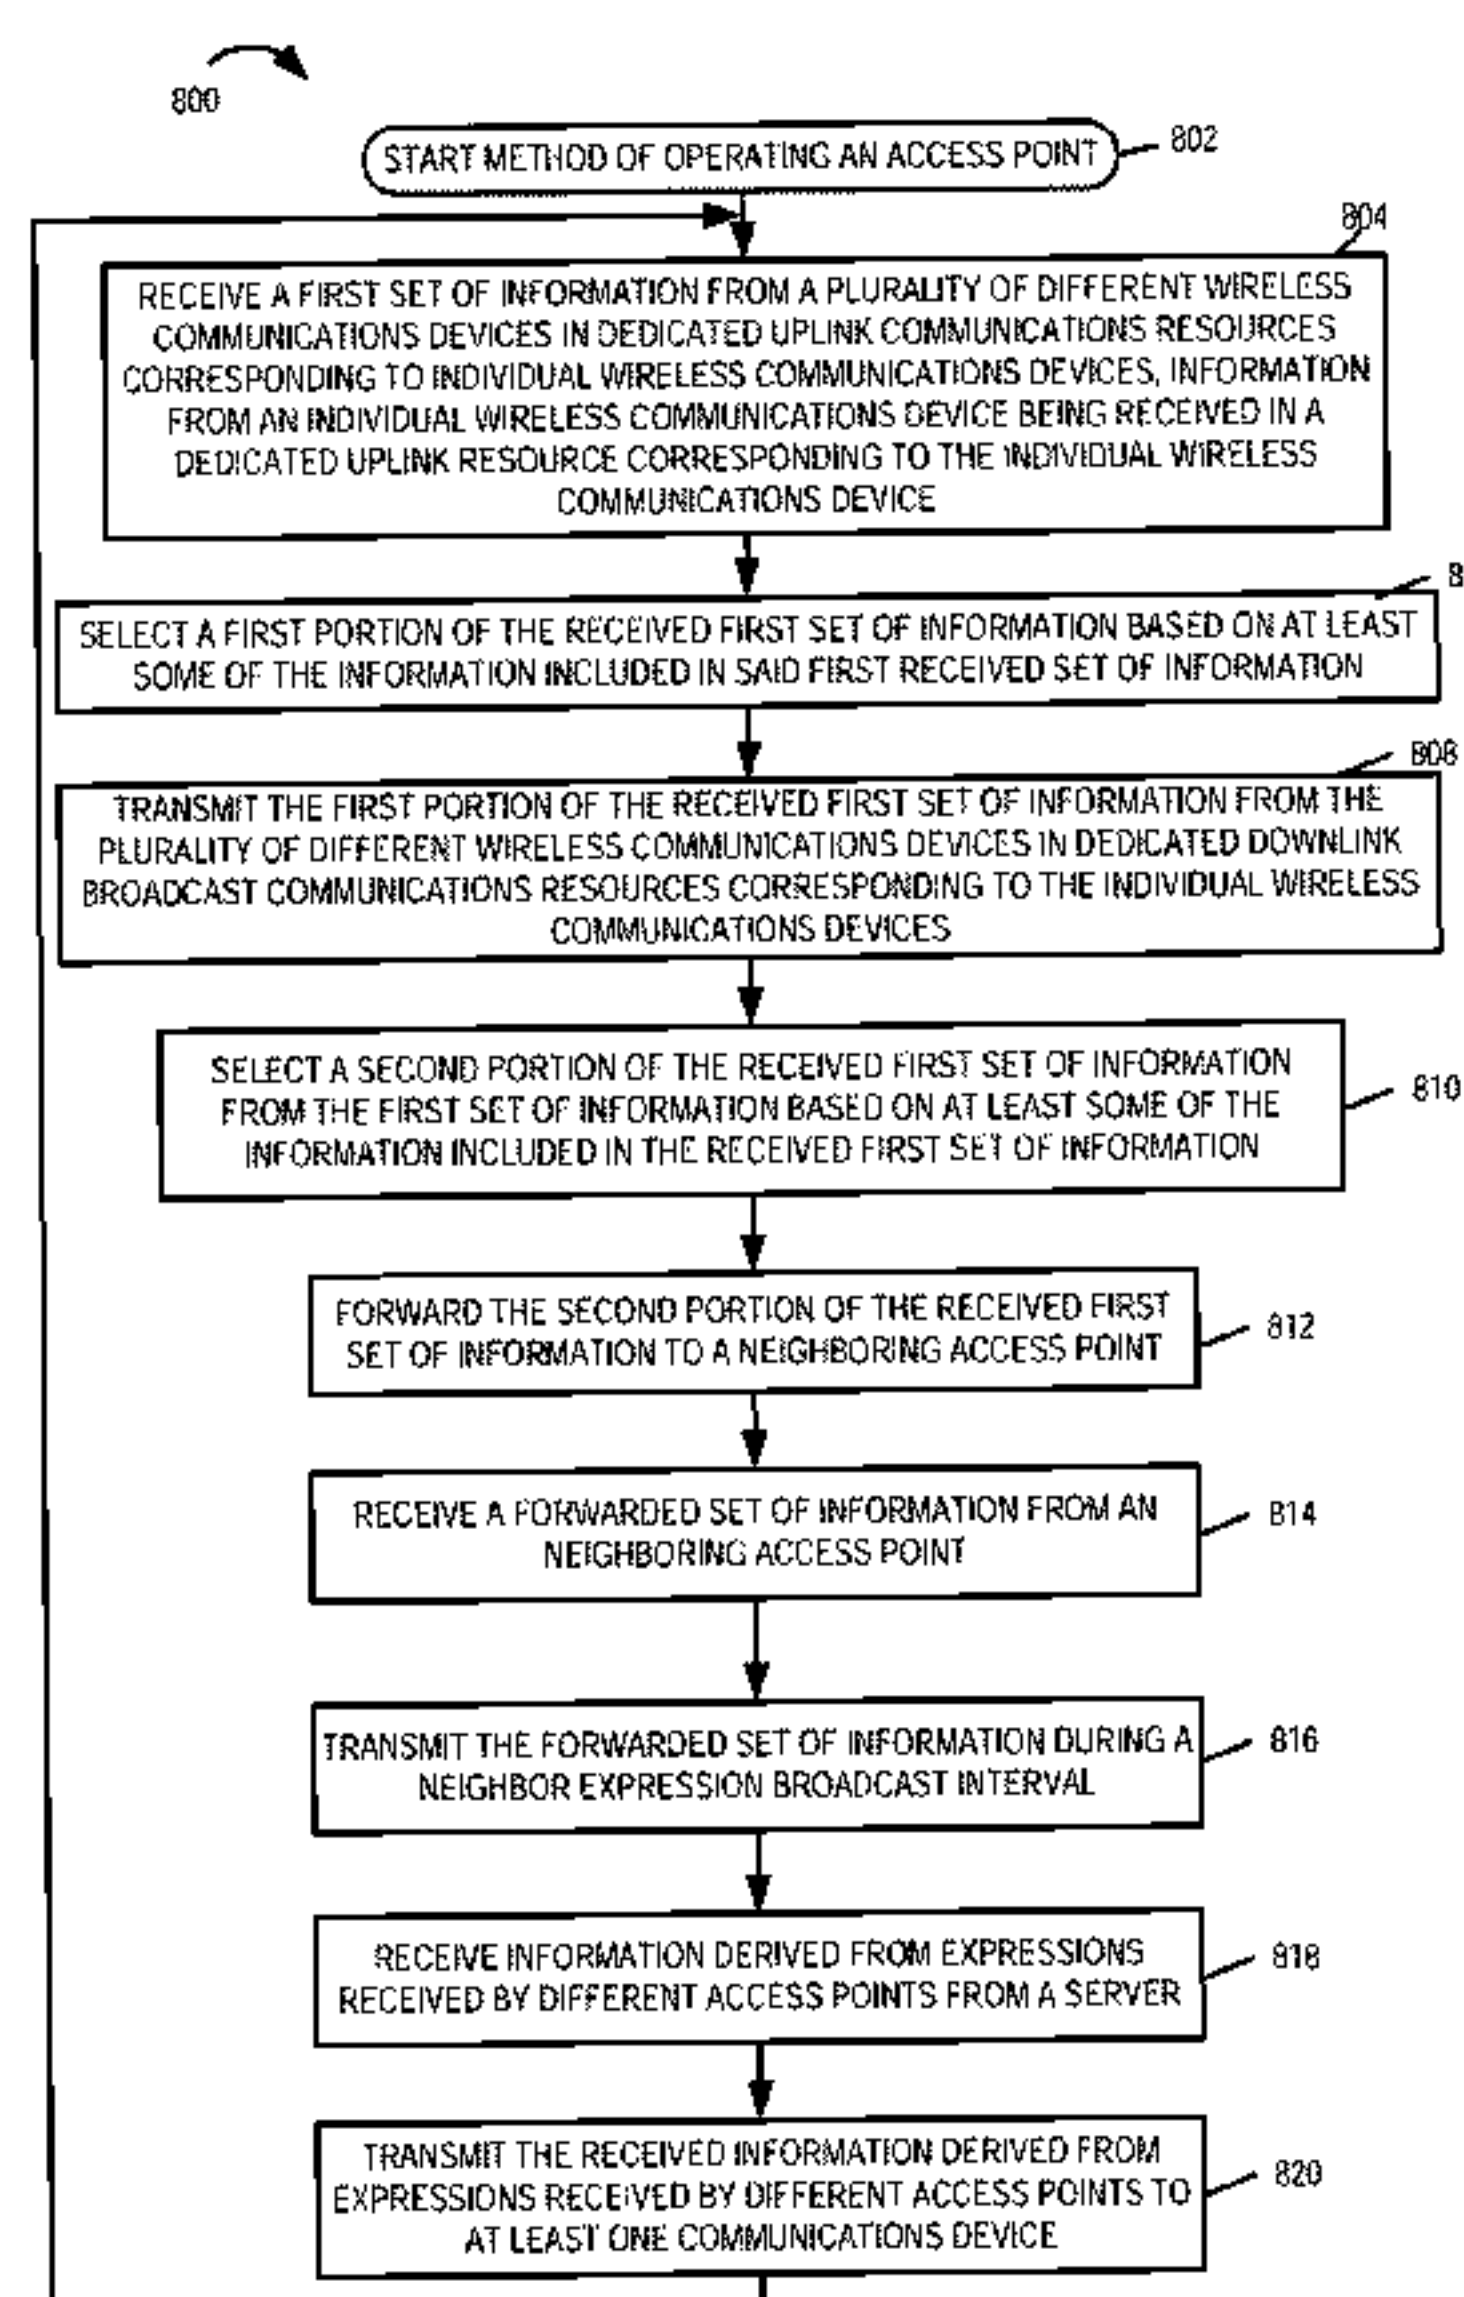 800
START METHOD OF OPERATING AN ACCESS POINT
802
804
RECEIVE A FIRST SET OF INFORMATION FROM A PLURALITY OF DIFFERENT WIRELESS
COMMUNICATIONS DEVICES IN DEDICATED UPLINK COMMUNICATIONS RESOURCES
CORRESPONDING TO INDIVIDUAL WIRELESS COMMUNICATIONS DEVICES, INFORMATION
FROM AN INDIVIDUAL WIRELESS COMMUNICATIONS DEVICE BEING RECEIVED IN A
DEDICATED UPLINK RESOURCE CORRESPONDING TO THE INDIVIDUAL WIRELESS
COMMUNICATIONS DEVICE
8
SELECT A FIRST PORTION OF THE RECEIVED FIRST SET OF INFORMATION BASED ON AT LEAST
SOME OF THE INFORMATION INCLUDED IN SAID FIRST RECEIVED SET OF INFORMATION
808
TRANSMIT THE FIRST PORTION OF THE RECEIVED FIRST SET OF INFORMATION FROM THE
PLURALITY OF DIFFERENT WIRELESS COMMUNICATIONS DEVICES IN DEDICATED DOWNLINK
BROADCAST COMMUNICATIONS RESOURCES CORRESPONDING TO THE INDIVIDUAL WIRELESS
COMMUNICATIONS DEVICES
SELECT A SECOND PORTION OF THE RECEIVED FIRST SET OF INFORMATION
FROM THE FIRST SET OF INFORMATION BASED ON AT LEAST SOME OF THE
INFORMATION INCLUDED IN THE RECEIVED FIRST SET OF INFORMATION
810
FORWARD THE SECOND PORTION OF THE RECEIVED FIRST
SET OF INFORMATION TO A NEIGHBORING ACCESS POINT
812
RECEIVE A FORWARDED SET OF INFORMATION FROM AN
NEIGHBORING ACCESS POINT
814
TRANSMIT THE FORWARDED SET OF INFORMATION DURING A
NEIGHBOR EXPRESSION BROADCAST INTERVAL
816
RECEIVE INFORMATION DERIVED FROM EXPRESSIONS
RECEIVED BY DIFFERENT ACCESS POINTS FROM A SERVER
818
TRANSMIT THE RECEIVED INFORMATION DERIVED FROM
EXPRESSIONS RECEIVED BY DIFFERENT ACCESS POINTS TO
AT LEAST ONE COMMUNICATIONS DEVICE
820